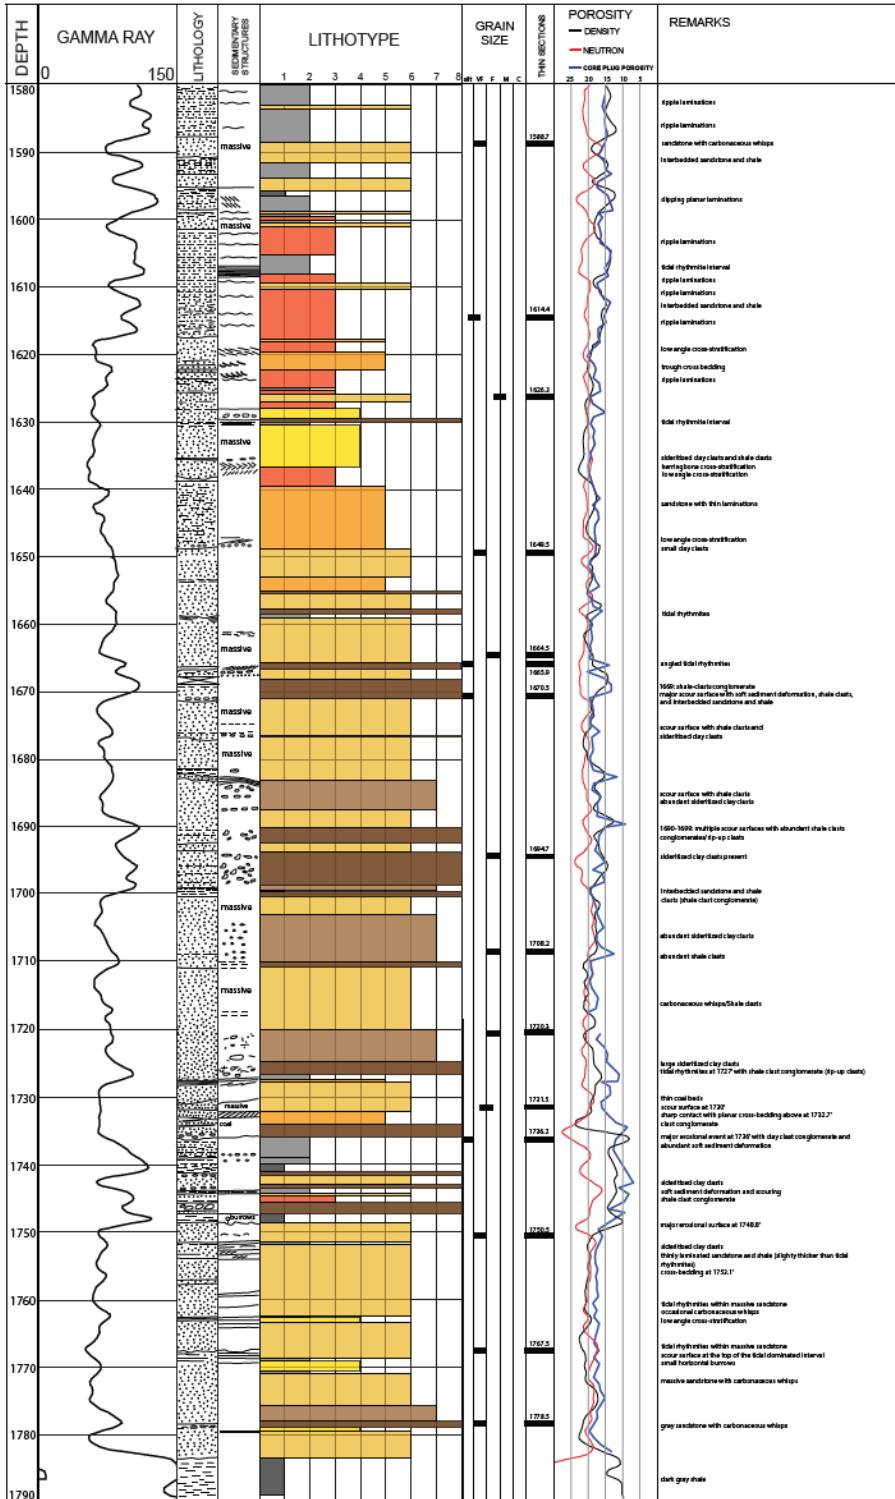 DEPTH
GAMMA RAY
0 150
LITHOLOGY
SEDIMENTARY STRUCTURES
LITHOTYPE
1 2 3 4 5 6 7 8
GRAIN
SIZE
silt VF F M C
THIN SECTIONS
POROSITY
DENSITY
NEUTRON
CORE PLUG POROSITY
25 20 15 10 5
REMARKS
1580
ripple laminations
ripple laminations
1588.7
massive
sandstone with carbonaceous whisps
1590
Interbedded sandstone and shale
dipping planar laminations
1600
massive
ripple laminations
tidal rhythmite interval
ripple laminations
1610
ripple laminations
Interbedded sandstone and shale
1614.4
ripple laminations
1620
low angle cross-stratification
trough cross bedding
ripple laminations
1626.3
1630
tidal rhythmite interval
massive
sideritized clay clasts and shale clasts
herringbone cross-stratification
low angle cross-stratification
1640
sandstone with thin laminations
low angle cross-stratification
1649.5
small clay clasts
1650
tidal rhythmites
1660
massive
1664.5
angled tidal rhythmites
1665.9
1669: shale-clasts conglomerate
1670.5
1670
major scour surface with soft sediment deformation, shale clasts,
and interbedded sandstone and shale
massive
scour surface with shale clasts and
sideritized clay clasts
massive
1680
scour surface with shale clasts
abundant sideritized clay clasts
1690
1690-1699: multiple scour surfaces with abundant shale clasts
conglomerates/rip-up clasts
1694.7
sideritized clay clasts present
1700
Interbedded sandstone and shale
clasts (shale clast conglomerate)
massive
abundant sideritized clay clasts
1708.2
abundant shale clasts
1710
massive
carbonaceous whisps/Shale clasts
1720
1720.3
large sideritized clay clasts
tidal rhythmites at 1727' with shale clast conglomerate (rip-up clasts)
1730
thin coal beds
massive
1731.5
scour surface at 1730'
sharp contact with planar cross-bedding above at 1732.7'
coal
clast conglomerate
1736.2
major erosional event at 1736' with clay clast conglomerate and
abundant soft sediment deformation
1740
sideritized clay clasts
soft sediment deformation and scouring
shale clast conglomerate
burrows
major erosional surface at 1748.8'
1750
1750.5
sideritized clay clasts
thinly laminated sandstone and shale (slighty thicker than tidal
rhythmites)
cross-bedding at 1753.1'
1760
tidal rhythmites within massive sandstone
occasional carbonaceous whisps
low angle cross-stratification
1767.5
tidal rhythmites within massive sandstone
scour surface at the top of the tidal dominated interval
small horizontal burrows
1770
massive sandstone with carbonaceous whisps
1778.5
gray sandstone with carbonaceous whisps
1780
dark gray shale
1790